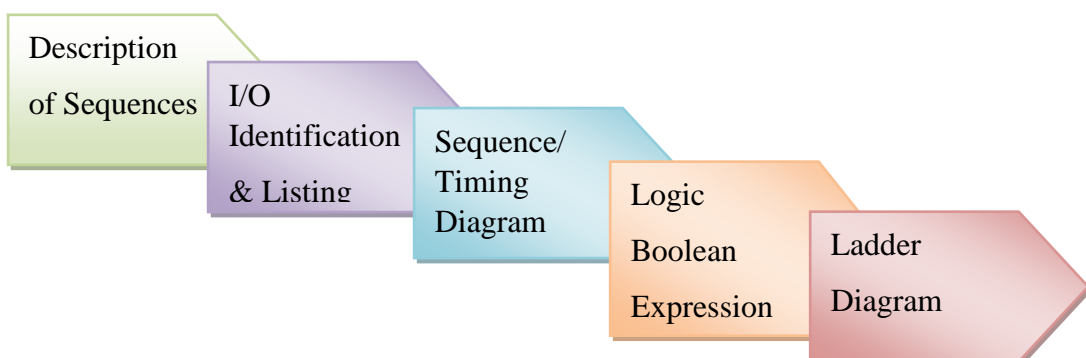 Description
of Sequences
I/O
Identification
& Listing
Sequence/
Timing
Diagram
Logic
Boolean
Expression
Ladder
Diagram